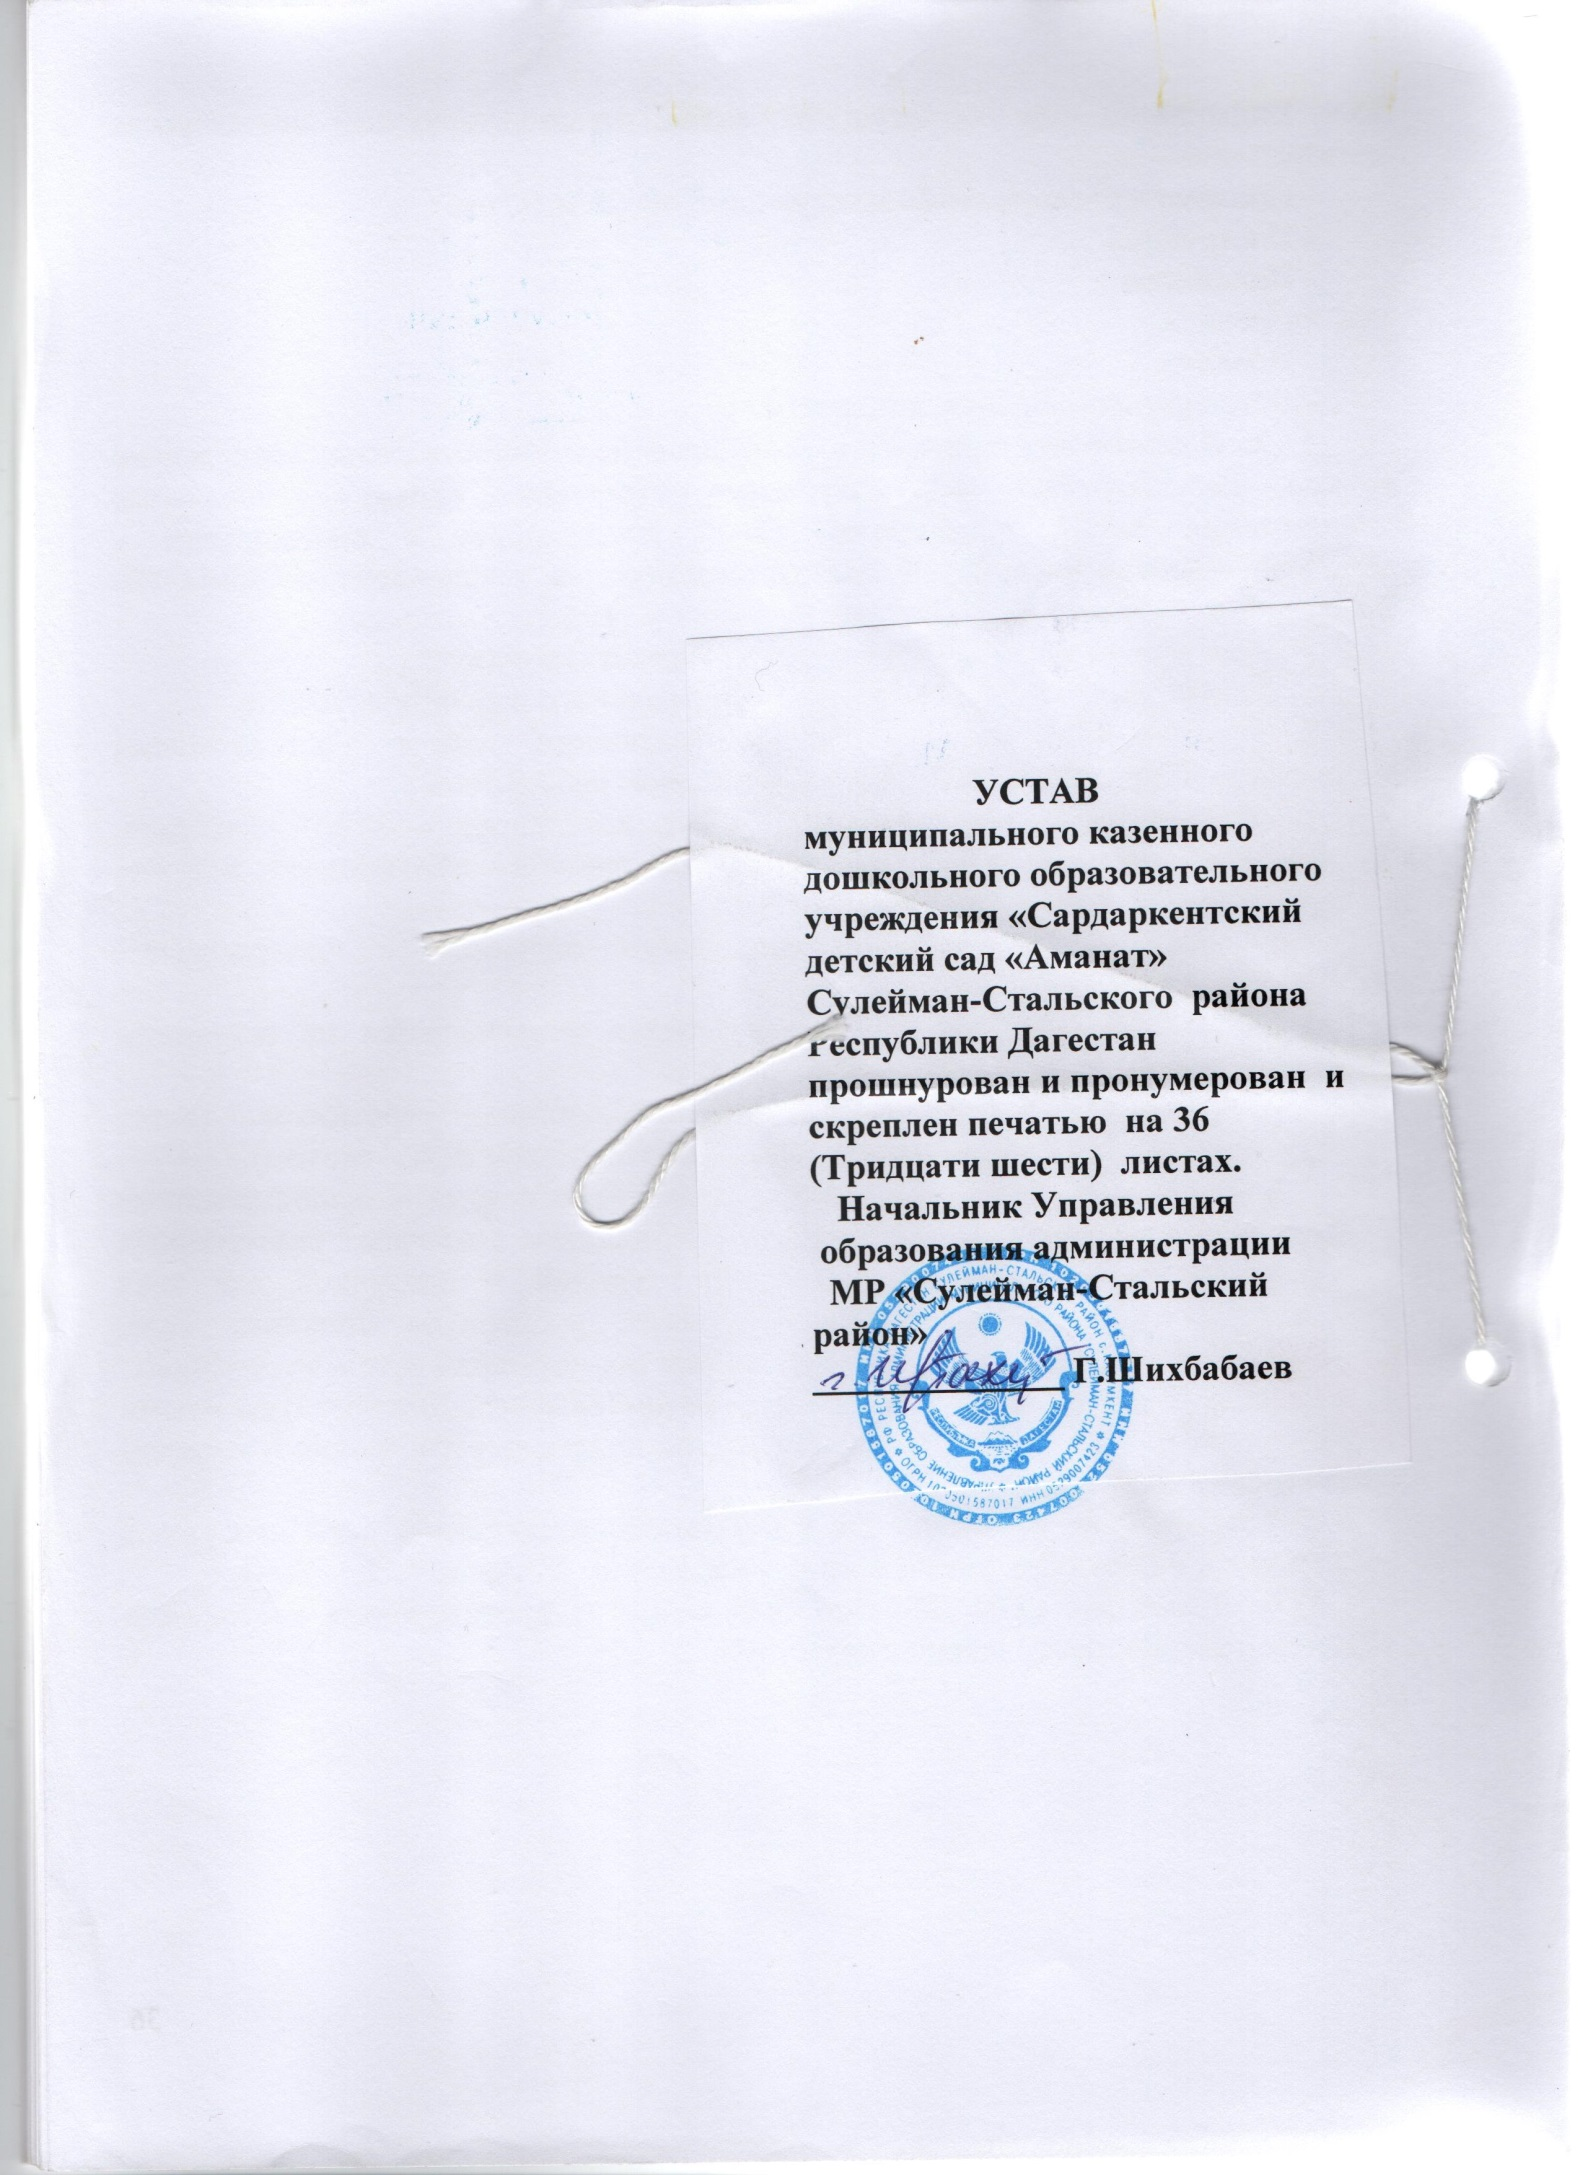 УСТАВ
муниципального казенного
дошкольного образовательного
учреждения «Сардаркентский
детский сад «Аманат»
Сулейман-Стальского района
Республики Дагестан
прошнурован и пронумерован и
скреплен печатью на 36
(Тридцати шести) листах.
Начальник Управления
образования администрации
МР «Сулейман-Стальский
район»
Г.Шихбабаев